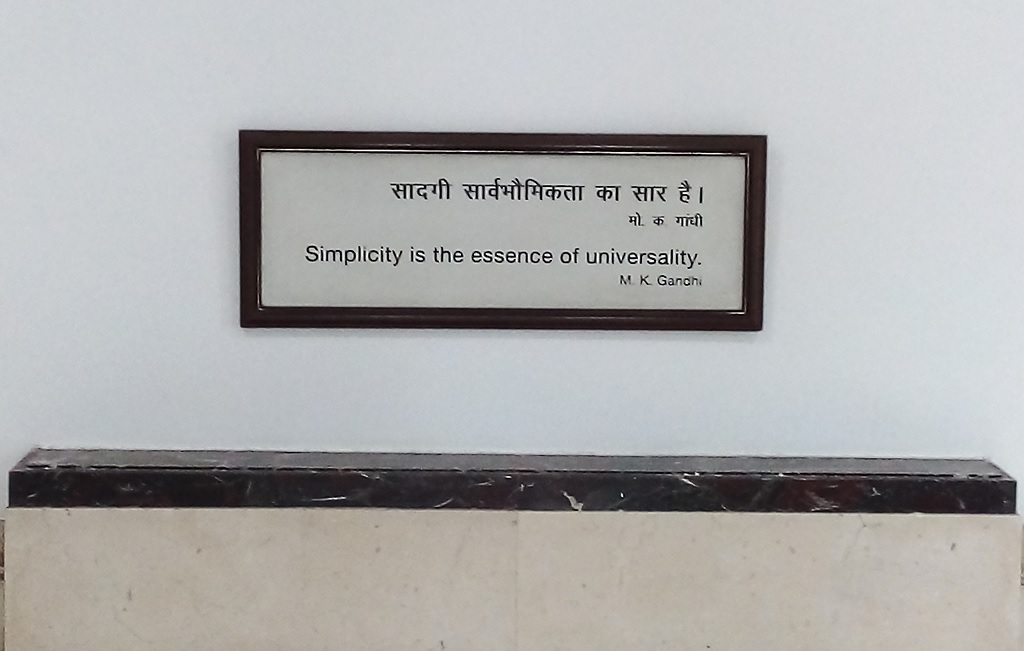 सादगी सार्वभौमिकता का सार है।
मो. क. गांधी
Simplicity is the essence of universality.
M. K. Gandhi